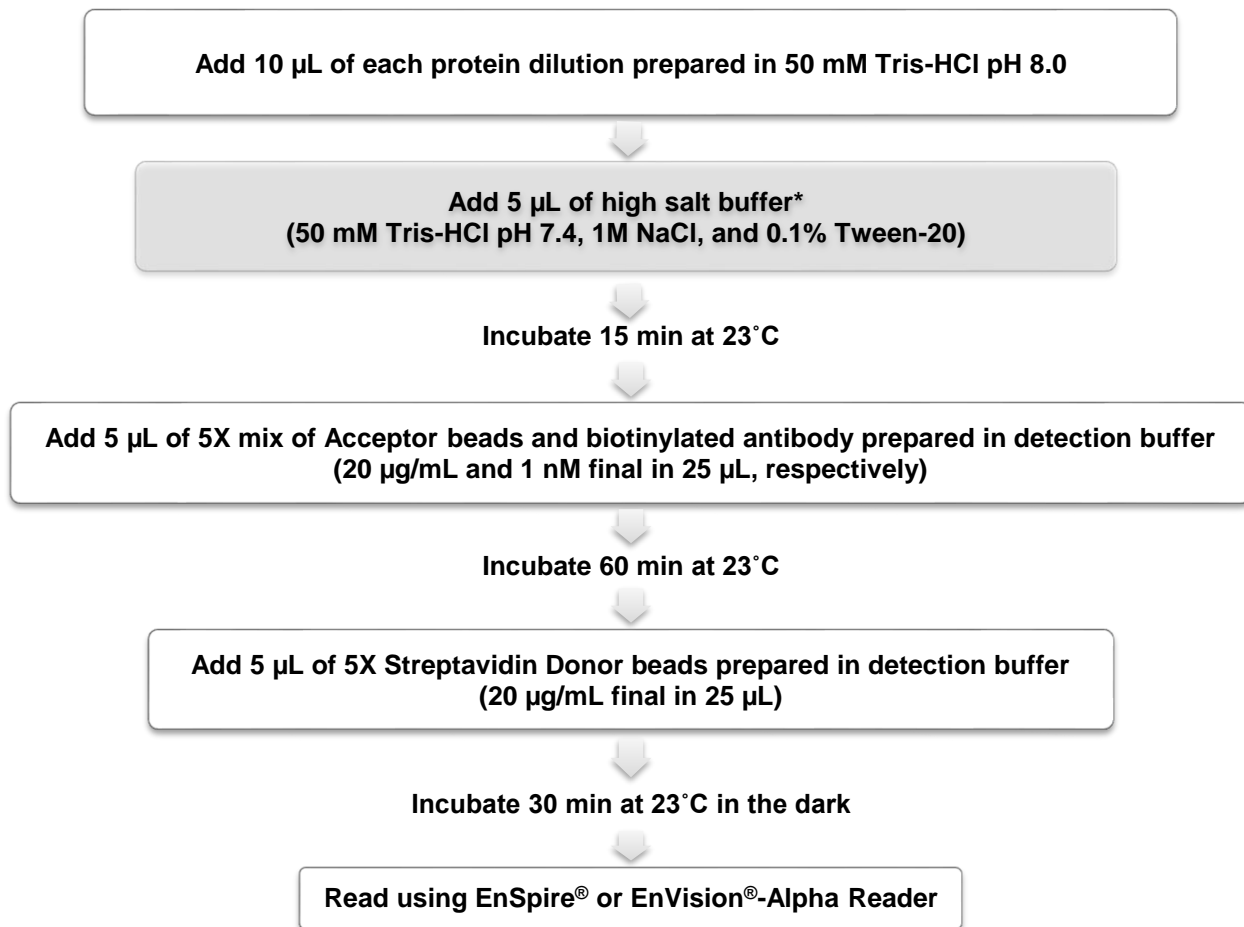 Add 10 µL of each protein dilution prepared in 50 mM Tris-HCl pH 8.0
Add 5 µL of high salt buffer*
(50 mM Tris-HCl pH 7.4, 1M NaCl, and 0.1% Tween-20)
Incubate 15 min at 23˚C
Add 5 µL of 5X mix of Acceptor beads and biotinylated antibody prepared in detection buffer
(20 µg/mL and 1 nM final in 25 µL, respectively)
Incubate 60 min at 23˚C
Add 5 µL of 5X Streptavidin Donor beads prepared in detection buffer
(20 µg/mL final in 25 µL)
Incubate 30 min at 23˚C in the dark
Read using EnSpire® or EnVision®-Alpha Reader